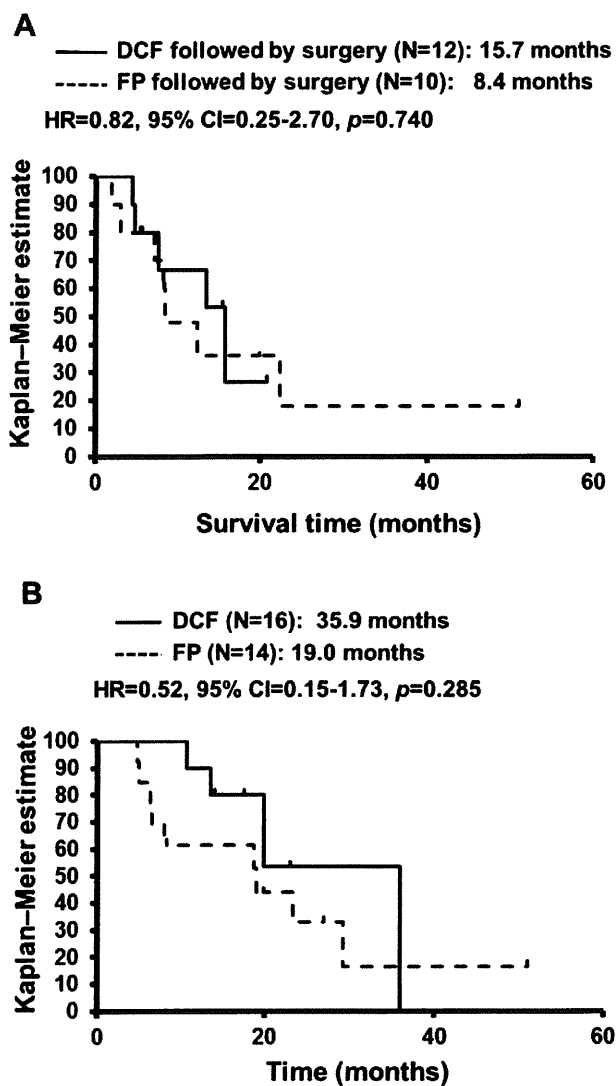 A
DCF followed by surgery (N=12): 15.7 months
FP followed by surgery (N=10): 8.4 months
HR=0.82, 95% CI=0.25-2.70, p=0.740
Kaplan–Meier estimate
100
90
80
70
60
50
40
30
20
10
0
0 20 40 60
Survival time (months)
B
DCF (N=16): 35.9 months
FP (N=14): 19.0 months
HR=0.52, 95% CI=0.15-1.73, p=0.285
Kaplan–Meier estimate
100
90
80
70
60
50
40
30
20
10
0
0 20 40 60
Time (months)